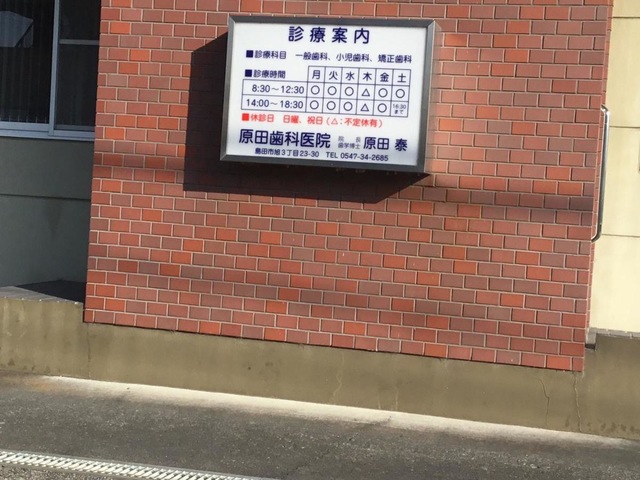 診療案内
■診療科目 一般歯科、小児歯科、矯正歯科
■診療時間 月 火 水 木 金 土
8:30～12:30 ○ ○ ○ △ ○ ○
14:00～18:30 ○ ○ ○ △ ○ 16:30まで
■休診日 日曜、祝日(△:不定休有)
原田歯科医院 院長 歯学博士 原田 泰
島田市旭3丁目23-30 TEL 0547-34-2685